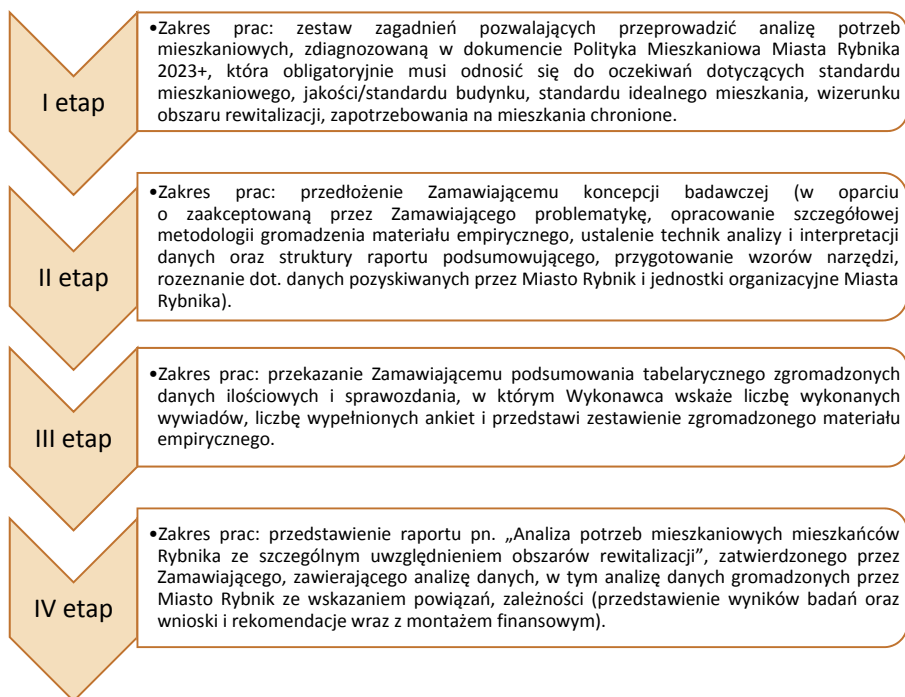 I etap
•Zakres prac: zestaw zagadnień pozwalających przeprowadzić analizę potrzeb
mieszkaniowych, zdiagnozowaną w dokumencie Polityka Mieszkaniowa Miasta Rybnika
2023+, która obligatoryjnie musi odnosić się do oczekiwań dotyczących standardu
mieszkaniowego, jakości/standardu budynku, standardu idealnego mieszkania, wizerunku
obszaru rewitalizacji, zapotrzebowania na mieszkania chronione.
II etap
•Zakres prac: przedłożenie Zamawiającemu koncepcji badawczej (w oparciu
o zaakceptowaną przez Zamawiającego problematykę, opracowanie szczegółowej
metodologii gromadzenia materiału empirycznego, ustalenie technik analizy i interpretacji
danych oraz struktury raportu podsumowującego, przygotowanie wzorów narzędzi,
rozeznanie dot. danych pozyskiwanych przez Miasto Rybnik i jednostki organizacyjne Miasta
Rybnika).
III etap
•Zakres prac: przekazanie Zamawiającemu podsumowania tabelarycznego zgromadzonych
danych ilościowych i sprawozdania, w którym Wykonawca wskaże liczbę wykonanych
wywiadów, liczbę wypełnionych ankiet i przedstawi zestawienie zgromadzonego materiału
empirycznego.
IV etap
•Zakres prac: przedstawienie raportu pn. „Analiza potrzeb mieszkaniowych mieszkańców
Rybnika ze szczególnym uwzględnieniem obszarów rewitalizacji”, zatwierdzonego przez
Zamawiającego, zawierającego analizę danych, w tym analizę danych gromadzonych przez
Miasto Rybnik ze wskazaniem powiązań, zależności (przedstawienie wyników badań oraz
wnioski i rekomendacje wraz z montażem finansowym).